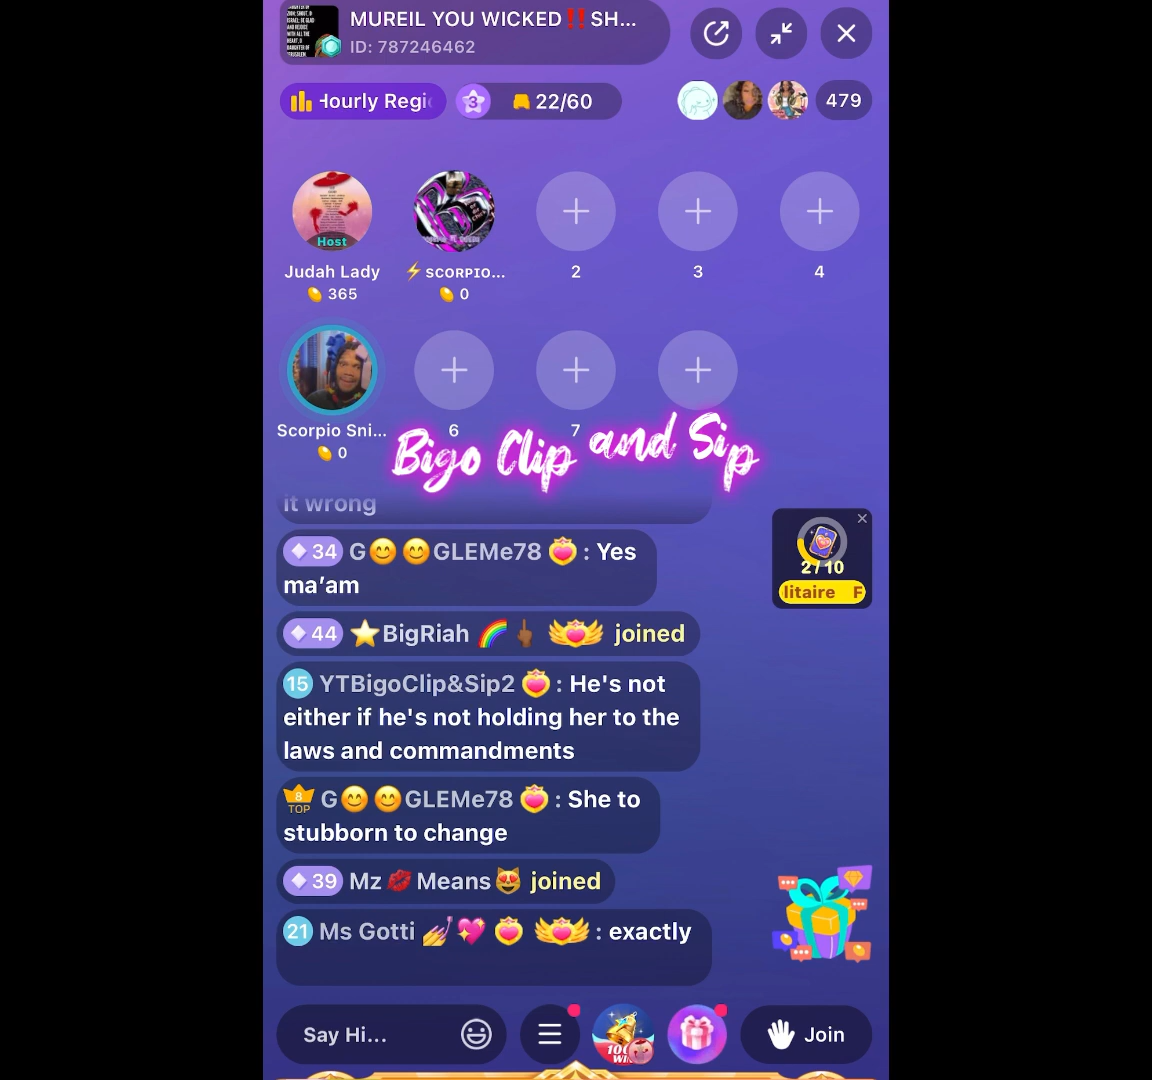 MUREIL YOU WICKED‼️SH...
ID: 787246462
Hourly Regi
3
22/60
479
Host
Judah Lady
365
⚡SCORPIO...
0
2
3
4
Scorpio Sni...
0
6
7
Bigo Clip and Sip
it wrong
34 G😊😊GLEMe78 : Yes
ma'am
44 ⭐BigRiah 🌈🖕🏾 joined
15 YTBigoClip&Sip2 : He's not
either if he's not holding her to the
laws and commandments
8 TOP G😊😊GLEMe78 : She to
stubborn to change
39 Mz💋Means😻 joined
21 Ms Gotti 💅💖 : exactly
2/10
litaire F
Say Hi...
Join